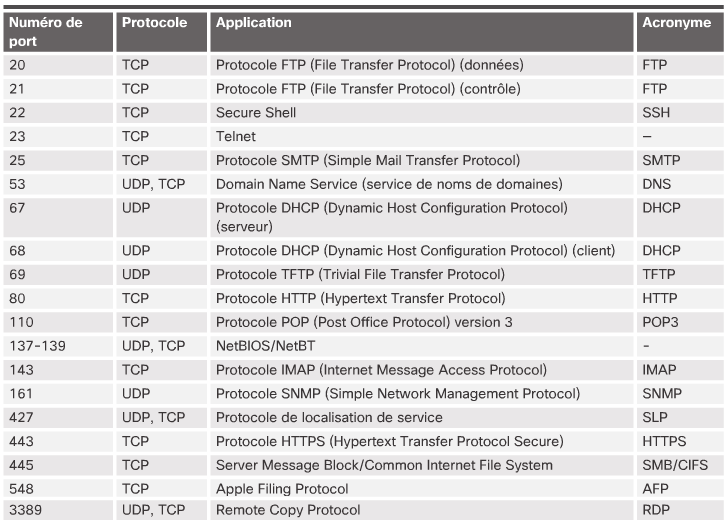 Numéro de port Protocole Application Acronyme
20 TCP Protocole FTP (File Transfer Protocol) (données) FTP
21 TCP Protocole FTP (File Transfer Protocol) (contrôle) FTP
22 TCP Secure Shell SSH
23 TCP Telnet –
25 TCP Protocole SMTP (Simple Mail Transfer Protocol) SMTP
53 UDP, TCP Domain Name Service (service de noms de domaines) DNS
67 UDP Protocole DHCP (Dynamic Host Configuration Protocol) (serveur) DHCP
68 UDP Protocole DHCP (Dynamic Host Configuration Protocol) (client) DHCP
69 UDP Protocole TFTP (Trivial File Transfer Protocol) TFTP
80 TCP Protocole HTTP (Hypertext Transfer Protocol) HTTP
110 TCP Protocole POP (Post Office Protocol) version 3 POP3
137-139 UDP, TCP NetBIOS/NetBT -
143 TCP Protocole IMAP (Internet Message Access Protocol) IMAP
161 UDP Protocole SNMP (Simple Network Management Protocol) SNMP
427 UDP, TCP Protocole de localisation de service SLP
443 TCP Protocole HTTPS (Hypertext Transfer Protocol Secure) HTTPS
445 TCP Server Message Block/Common Internet File System SMB/CIFS
548 TCP Apple Filing Protocol AFP
3389 UDP, TCP Remote Copy Protocol RDP